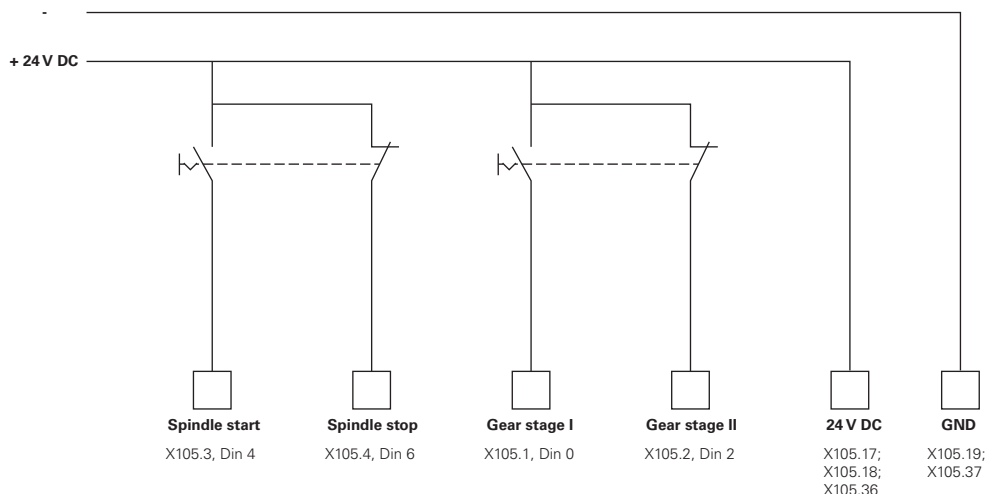 -
+ 24 V DC
Spindle start
X105.3, Din 4
Spindle stop
X105.4, Din 6
Gear stage I
X105.1, Din 0
Gear stage II
X105.2, Din 2
24 V DC
X105.17;
X105.18;
X105.36
GND
X105.19;
X105.37